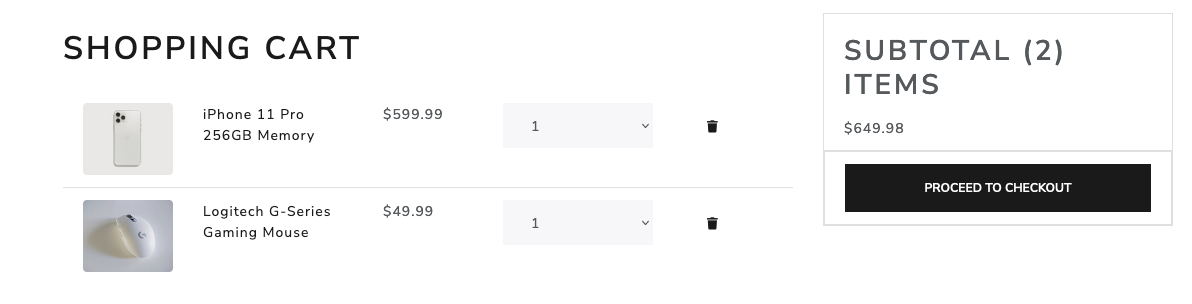 SHOPPING CART
iPhone 11 Pro
256GB Memory
$599.99
1
Logitech G-Series
Gaming Mouse
$49.99
1
SUBTOTAL (2)
ITEMS
$649.98
PROCEED TO CHECKOUT